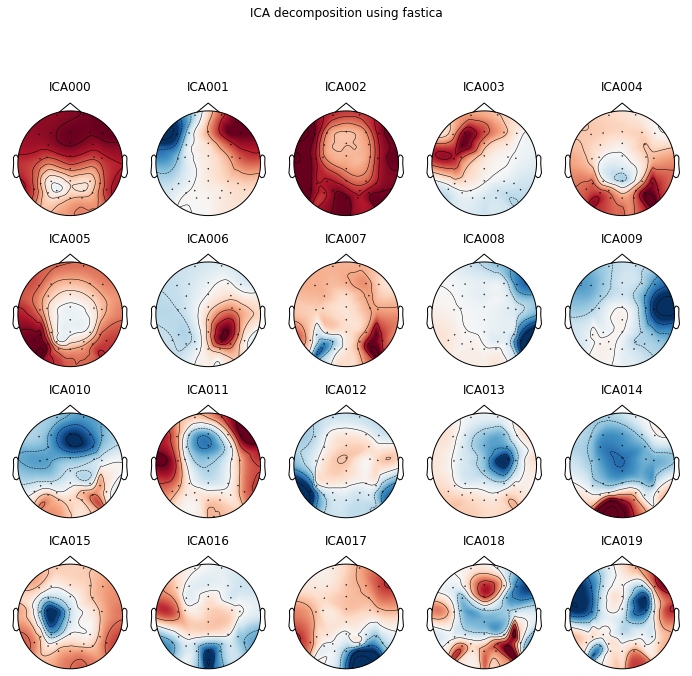 ICA decomposition using fastica
ICA000 ICA001 ICA002 ICA003 ICA004
ICA005 ICA006 ICA007 ICA008 ICA009
ICA010 ICA011 ICA012 ICA013 ICA014
ICA015 ICA016 ICA017 ICA018 ICA019